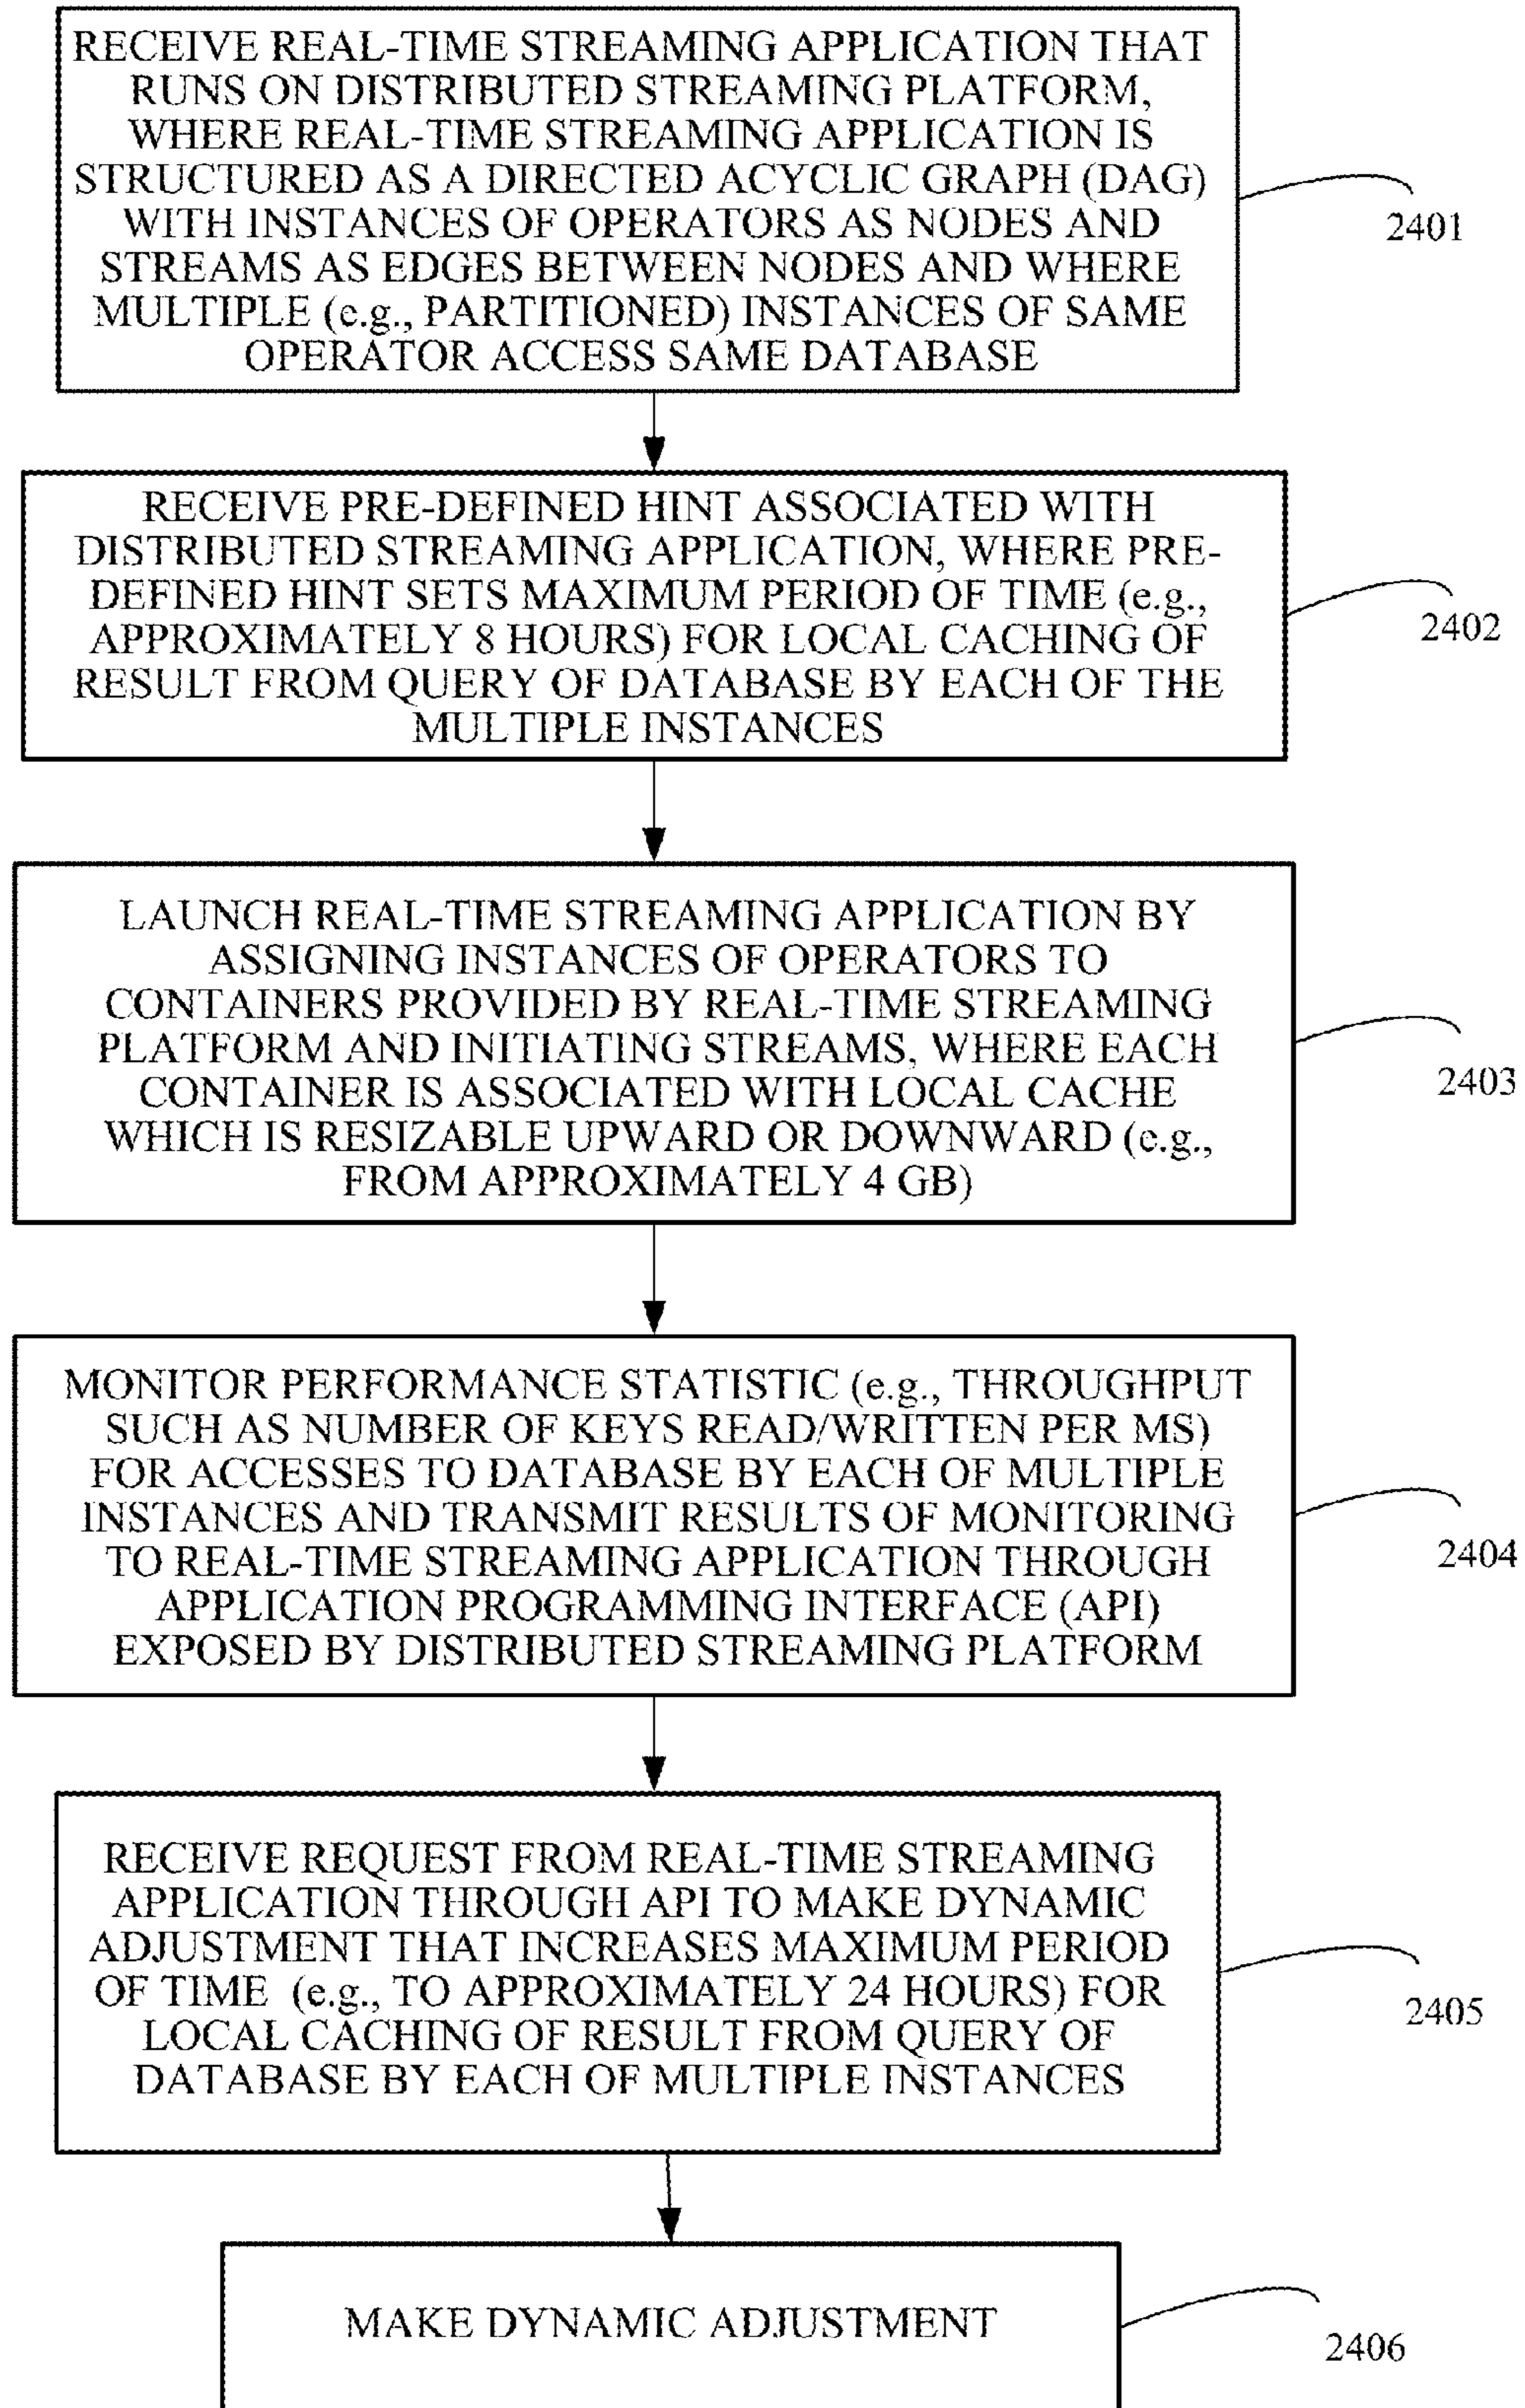 RECEIVE REAL-TIME STREAMING APPLICATION THAT
RUNS ON DISTRIBUTED STREAMING PLATFORM,
WHERE REAL-TIME STREAMING APPLICATION IS
STRUCTURED AS A DIRECTED ACYCLIC GRAPH (DAG)
WITH INSTANCES OF OPERATORS AS NODES AND
STREAMS AS EDGES BETWEEN NODES AND WHERE
MULTIPLE (e.g., PARTITIONED) INSTANCES OF SAME
OPERATOR ACCESS SAME DATABASE
2401
RECEIVE PRE-DEFINED HINT ASSOCIATED WITH
DISTRIBUTED STREAMING APPLICATION, WHERE PRE-
DEFINED HINT SETS MAXIMUM PERIOD OF TIME (e.g.,
APPROXIMATELY 8 HOURS) FOR LOCAL CACHING OF
RESULT FROM QUERY OF DATABASE BY EACH OF THE
MULTIPLE INSTANCES
2402
LAUNCH REAL-TIME STREAMING APPLICATION BY
ASSIGNING INSTANCES OF OPERATORS TO
CONTAINERS PROVIDED BY REAL-TIME STREAMING
PLATFORM AND INITIATING STREAMS, WHERE EACH
CONTAINER IS ASSOCIATED WITH LOCAL CACHE
WHICH IS RESIZABLE UPWARD OR DOWNWARD (e.g.,
FROM APPROXIMATELY 4 GB)
2403
MONITOR PERFORMANCE STATISTIC (e.g., THROUGHPUT
SUCH AS NUMBER OF KEYS READ/WRITTEN PER MS)
FOR ACCESSES TO DATABASE BY EACH OF MULTIPLE
INSTANCES AND TRANSMIT RESULTS OF MONITORING
TO REAL-TIME STREAMING APPLICATION THROUGH
APPLICATION PROGRAMMING INTERFACE (API)
EXPOSED BY DISTRIBUTED STREAMING PLATFORM
2404
RECEIVE REQUEST FROM REAL-TIME STREAMING
APPLICATION THROUGH API TO MAKE DYNAMIC
ADJUSTMENT THAT INCREASES MAXIMUM PERIOD
OF TIME (e.g., TO APPROXIMATELY 24 HOURS) FOR
LOCAL CACHING OF RESULT FROM QUERY OF
DATABASE BY EACH OF MULTIPLE INSTANCES
2405
MAKE DYNAMIC ADJUSTMENT
2406